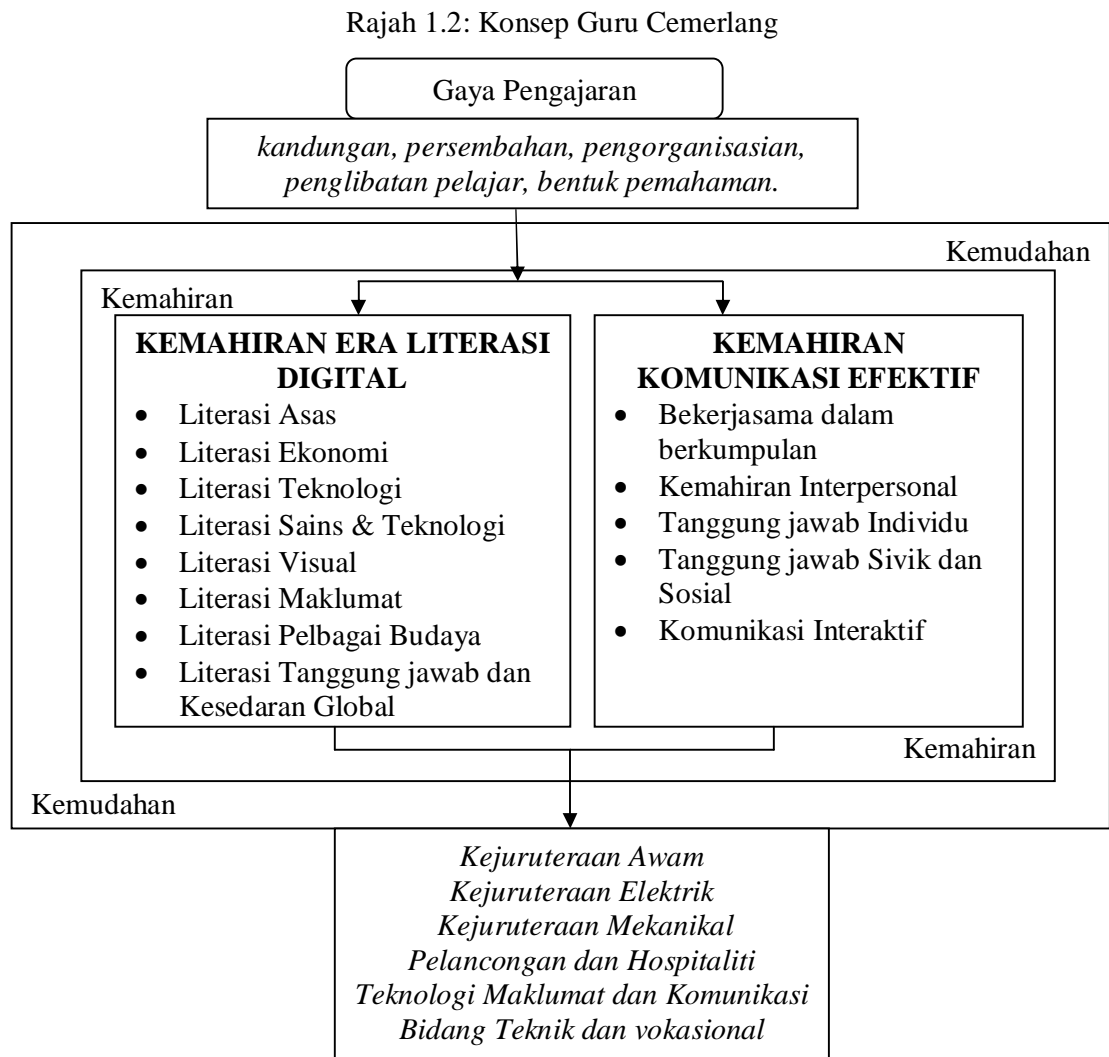 Rajah 1.2: Konsep Guru Cemerlang
Gaya Pengajaran
kandungan, persembahan, pengorganisasian,
penglibatan pelajar, bentuk pemahaman.
Kemudahan
Kemahiran
KEMAHIRAN ERA LITERASI
DIGITAL
• Literasi Asas
• Literasi Ekonomi
• Literasi Teknologi
• Literasi Sains & Teknologi
• Literasi Visual
• Literasi Maklumat
• Literasi Pelbagai Budaya
• Literasi Tanggung jawab dan
Kesedaran Global
KEMAHIRAN
KOMUNIKASI EFEKTIF
• Bekerjasama dalam
berkumpulan
• Kemahiran Interpersonal
• Tanggung jawab Individu
• Tanggung jawab Sivik dan
Sosial
• Komunikasi Interaktif
Kemahiran
Kemudahan
Kejuruteraan Awam
Kejuruteraan Elektrik
Kejuruteraan Mekanikal
Pelancongan dan Hospitaliti
Teknologi Maklumat dan Komunikasi
Bidang Teknik dan vokasional